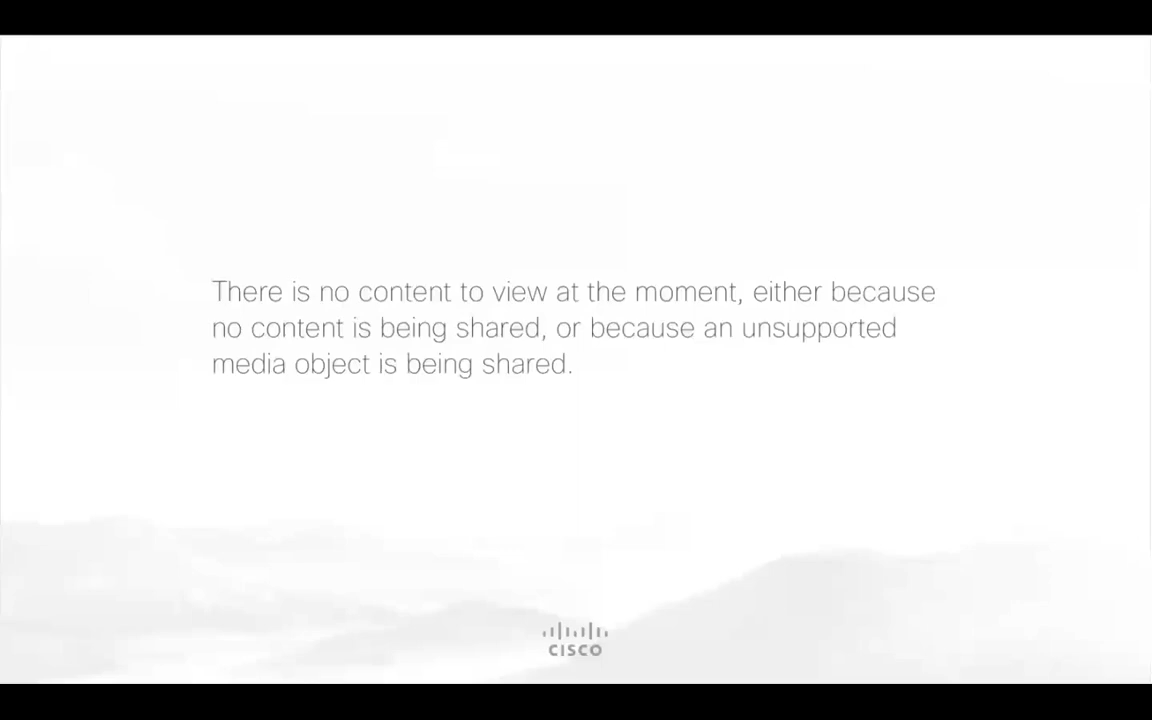 There is no content to view at the moment, either because
no content is being shared, or because an unsupported
media object is being shared.
CISCO